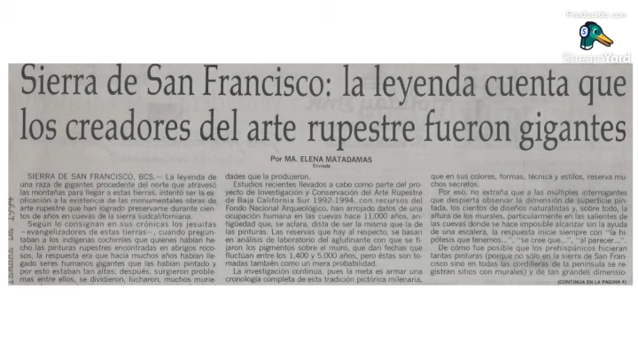 Producido con
StreamYard
Sierra de San Francisco: la leyenda cuenta que
los creadores del arte rupestre fueron gigantes
Por MA. ELENA MATADAMAS
Enviada
SIERRA DE SAN FRANCISCO, BCS.— La leyenda de
una raza de gigantes procedente del norte que atravesó
las montañas para llegar a estas tierras, intentó ser la ex-
plicación a la existencia de las monumentales obras de
arte rupestre que han logrado preservarse durante cien-
tos de años en cuevas de la sierra sudcaliforniana.
Según lo consignan en sus crónicas los jesuitas
—evangelizadores de estas tierras—, cuando pregun-
taban a los indígenas cochimíes que quiénes habían he-
cho las pinturas rupestres encontradas en abrigos roco-
sos, la respuesta era que hacía muchos años habían lle-
gado seres humanos gigantes que las habían pintado y
por esto estaban tan altas; después, surgieron proble-
mas entre ellos, se dividieron, lucharon, muchos murie-
dades que la produjeron.
Estudios recientes llevados a cabo como parte del pro-
yecto de Investigación y Conservación del Arte Rupestre
de Baja California Sur 1992-1994, con recursos del
Fondo Nacional Arqueológico, han arrojado datos de una
ocupación humana en las cuevas hace 11,000 años, an-
tigüedad que, se aclara, dista de ser la misma que la de
las pinturas. Las reservas que hay al respecto, se basan
en análisis de laboratorio del aglutinante con que se fi-
jaron los pigmentos sobre el muro, que dan fechas que
fluctúan entre los 1,400 y 5,000 años, pero éstas son to-
madas también como un mera probabilidad.
La investigación continúa, pues la meta es armar una
cronología completa de esta tradición pictórica milenaria,
que en sus colores, formas, técnica y estilos, reserva mu-
chos secretos.
Por eso, no extraña que a las múltiples interrogantes
que despierta observar la dimensión de superficie pin-
tada, los cientos de diseños naturalistas y, sobre todo, la
altura de los murales, particularmente en las salientes de
las cuevas donde se hace imposible alcanzar sin la ayuda
de una escalera, la respuesta inicie siempre con "la hi-
pótesis que tenemos...", "se cree que...", "al parecer...".
De cómo fue posible que los prehispánicos hicieran
tantas pinturas (porque no sólo en la sierra de San Fran-
cisco sino en todas las cordilleras de la península se re-
gistran sitios con murales) y de tan grandes dimensio-
(CONTINUA EN LA PAGINA 4)